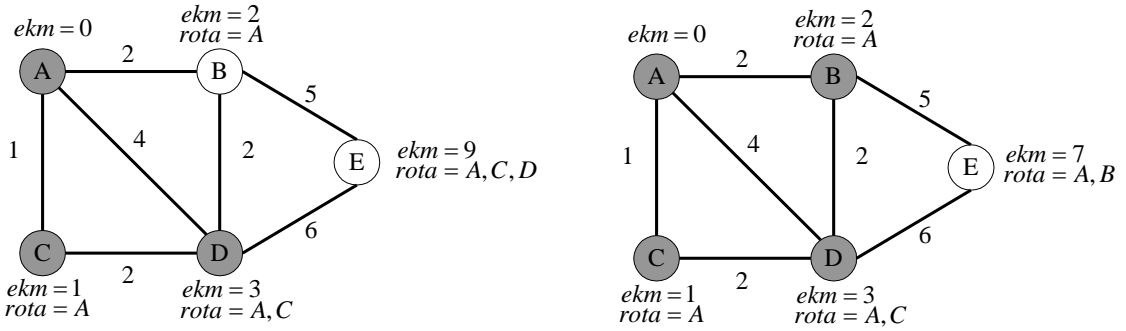 ekm = 0
A
2
ekm = 2
rota = A
B
5
1
4
2
E
ekm = 9
rota = A, C, D
C
2
D
6
ekm = 1
rota = A
ekm = 3
rota = A, C
ekm = 0
A
2
ekm = 2
rota = A
B
5
1
4
2
E
ekm = 7
rota = A, B
C
2
D
6
ekm = 1
rota = A
ekm = 3
rota = A, C